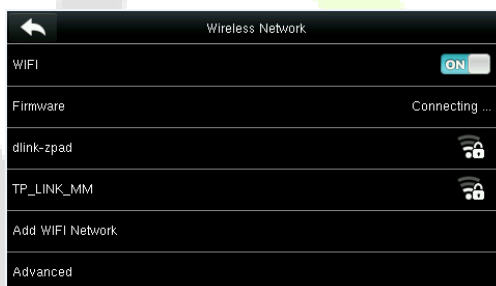 Wireless Network
WIFI ON
Firmware Connecting ...
dlink-zpad
TP_LINK_MM
Add WIFI Network
Advanced